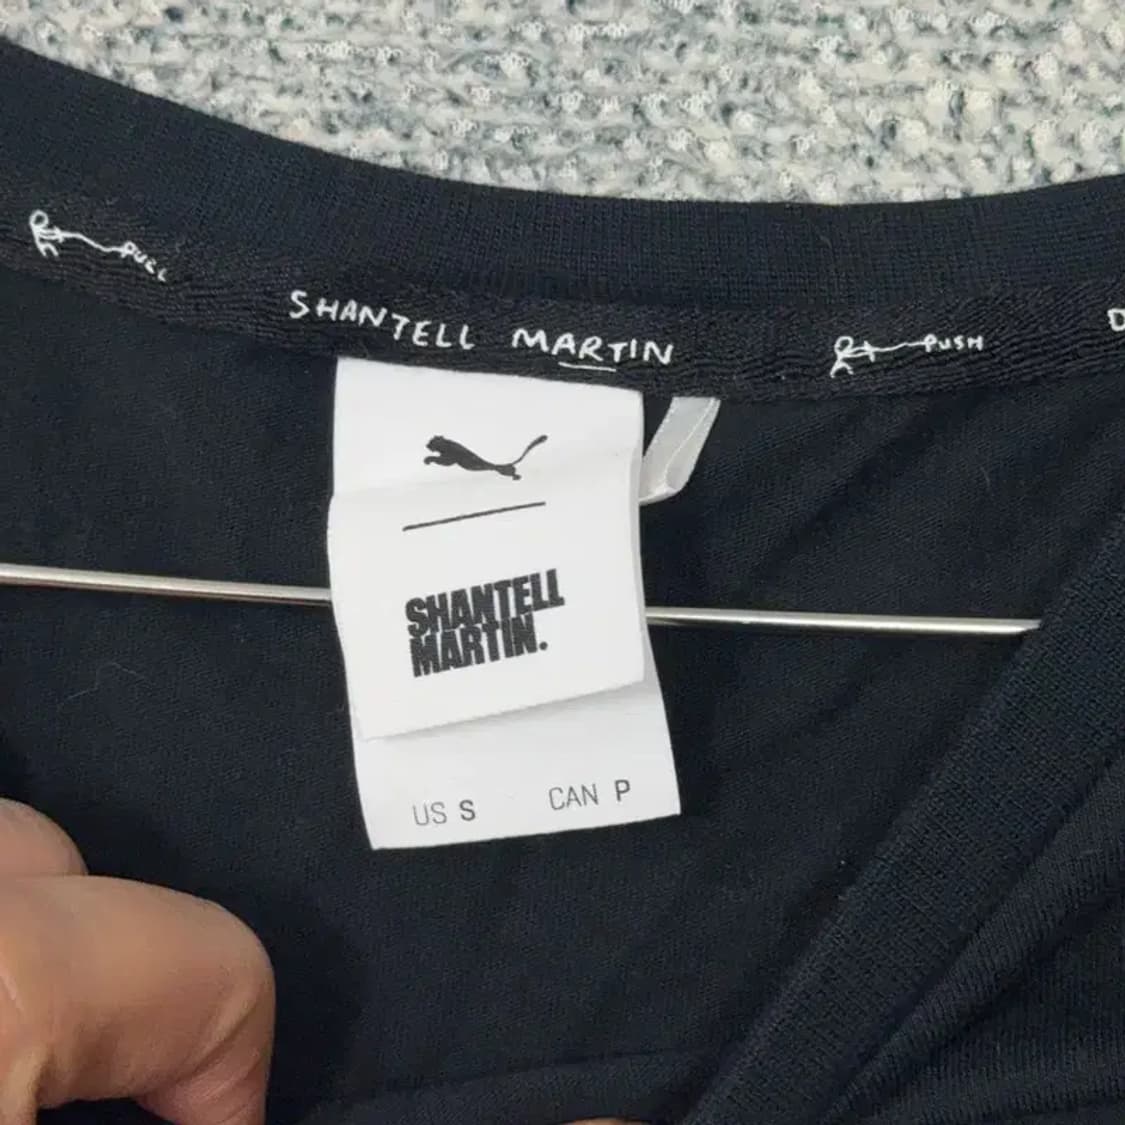 PULL
SHANTELL MARTIN
PUSH
D
SHANTELL
MARTIN.
US S CAN P